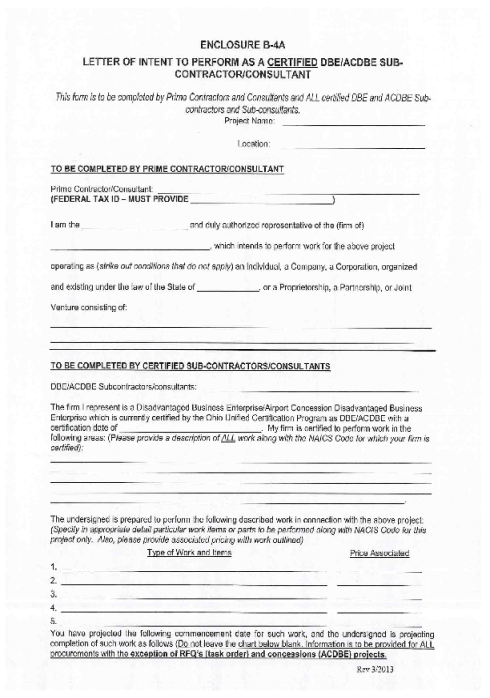 ENCLOSURE B-4A
LETTER OF INTENT TO PERFORM AS A CERTIFIED DBE/ACDBE SUB-
CONTRACTOR/CONSULTANT
This form is to be completed by Prime Contractors and Consultants and ALL certified DBE and ACDBE Sub-
contractors and Sub-consultants.
Project Name:
Location:
TO BE COMPLETED BY PRIME CONTRACTOR/CONSULTANT
Prime Contractor/Consultant:
(FEDERAL TAX ID – MUST PROVIDE )
I am the and duly authorized representative of the (firm of)
, which intends to perform work for the above project
operating as (strike out conditions that do not apply) an Individual, a Company, a Corporation, organized
and existing under the law of the State of , or a Proprietorship, a Partnership, or Joint
Venture consisting of:
TO BE COMPLETED BY CERTIFIED SUB-CONTRACTORS/CONSULTANTS
DBE/ACDBE Subcontractors/consultants:
The firm I represent is a Disadvantaged Business Enterprise/Airport Concession Disadvantaged Business
Enterprise which is currently certified by the Ohio Unified Certification Program as DBE/ACDBE with a
certification date of . My firm is certified to perform work in the
following areas: (Please provide a description of ALL work along with the NAICS Code for which your firm is
certified):
The undersigned is prepared to perform the following described work in connection with the above project:
(Specify in appropriate detail particular work items or parts to be performed along with NACIS Code for this
project only. Also, please provide associated pricing with work outlined)
Type of Work and Items Price Associated
1.
2.
3.
4.
5.
You have projected the following commencement date for such work, and the undersigned is projecting
completion of such work as follows (Do not leave the chart below blank. Information is to be provided for ALL
procurements with the exception of RFQ's (task order) and concessions (ACDBE) projects.
Rev 3/2013